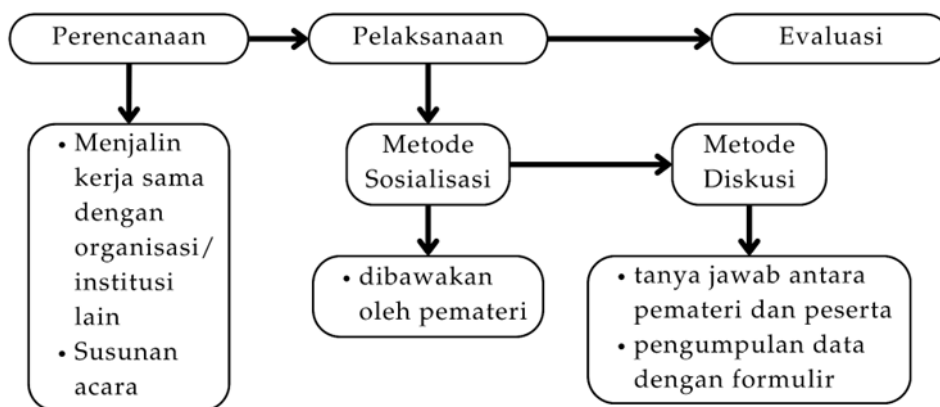 Perencanaan
Pelaksanaan
Evaluasi
• Menjalin
kerja sama
dengan
organisasi/
institusi
lain
• Susunan
acara
Metode
Sosialisasi
Metode
Diskusi
• dibawakan
oleh pemateri
• tanya jawab antara
pemateri dan peserta
• pengumpulan data
dengan formulir